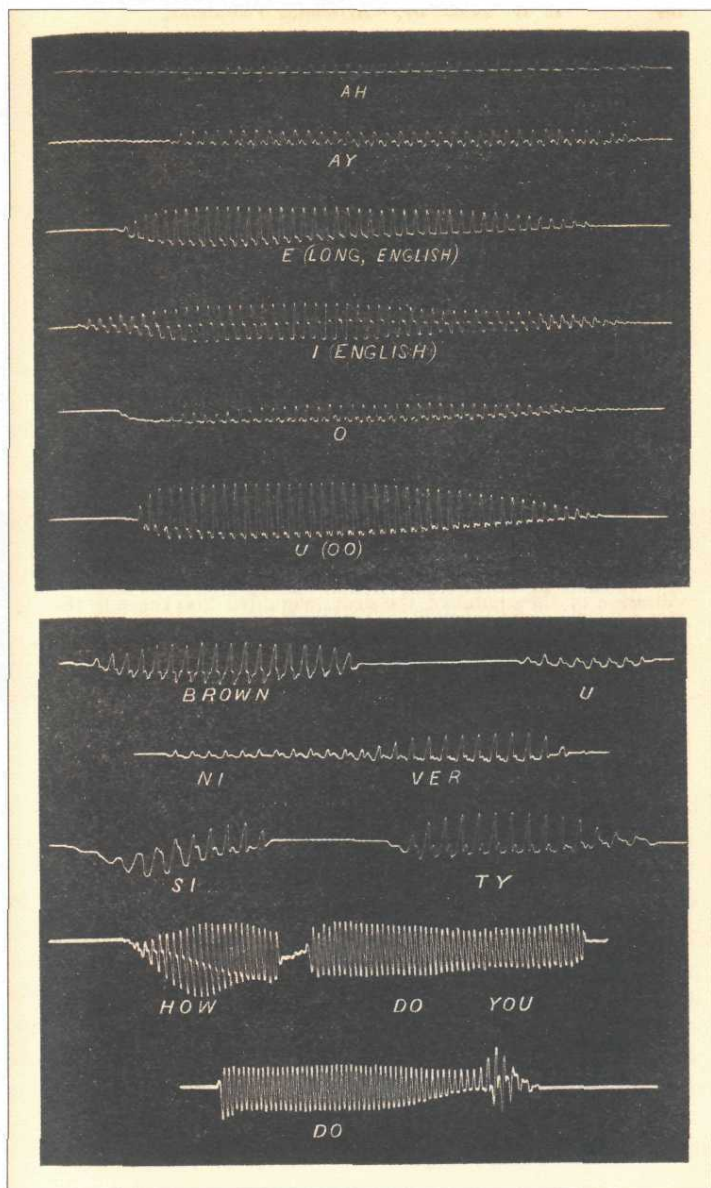 AH
AY
E (LONG, ENGLISH)
I (ENGLISH)
O
U (OO)
BROWN U
NI VER
SI TY
HOW DO YOU
DO